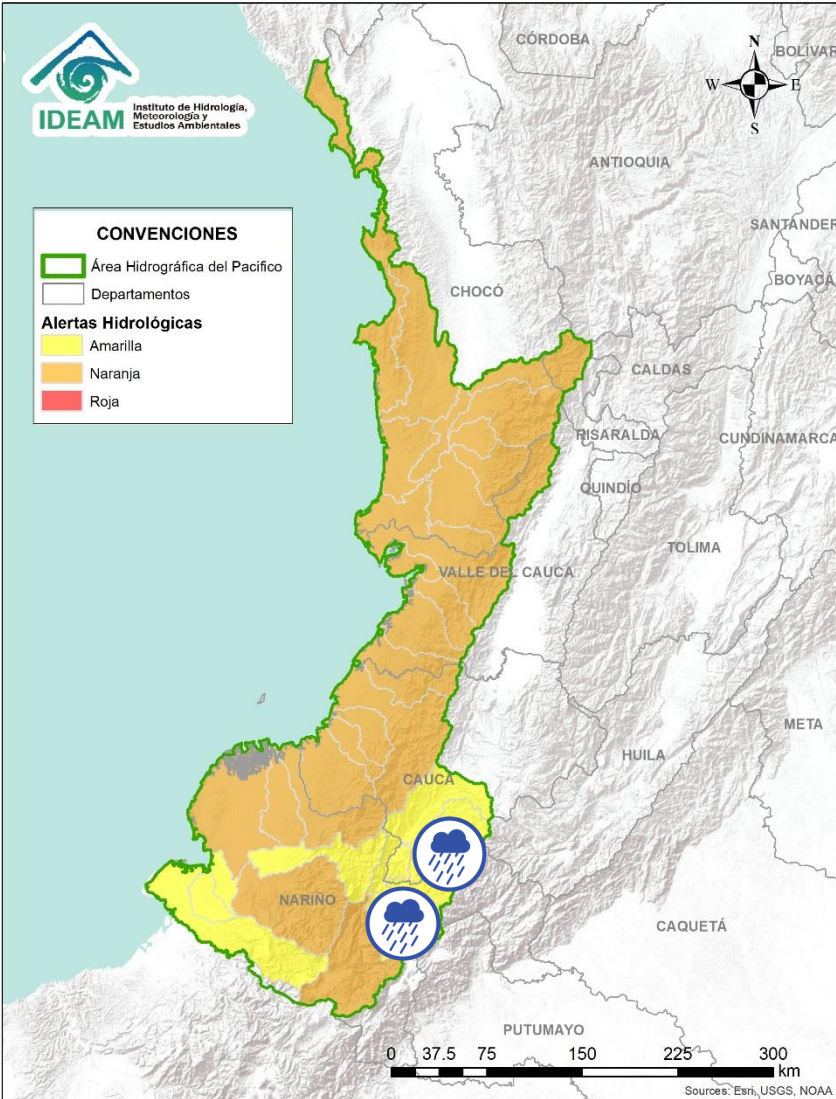 IDEAM
Instituto de Hidrología,
Meteorología y
Estudios Ambientales
N
W
E
S
CONVENCIONES
Área Hidrográfica del Pacifico
Departamentos
Alertas Hidrológicas
Amarilla
Naranja
Roja
CÓRDOBA
BOLÍVAR
ANTIOQUIA
SANTANDER
BOYACÁ
CHOCÓ
CALDAS
RISARALDA
CUNDINAMARCA
QUINDÍO
TOLIMA
VALLE DEL CAUCA
META
HUILA
CAUCA
NARIÑO
CAQUETÁ
PUTUMAYO
0 37.5 75 150 225 300
km
Sources: Esri, USGS, NOAA